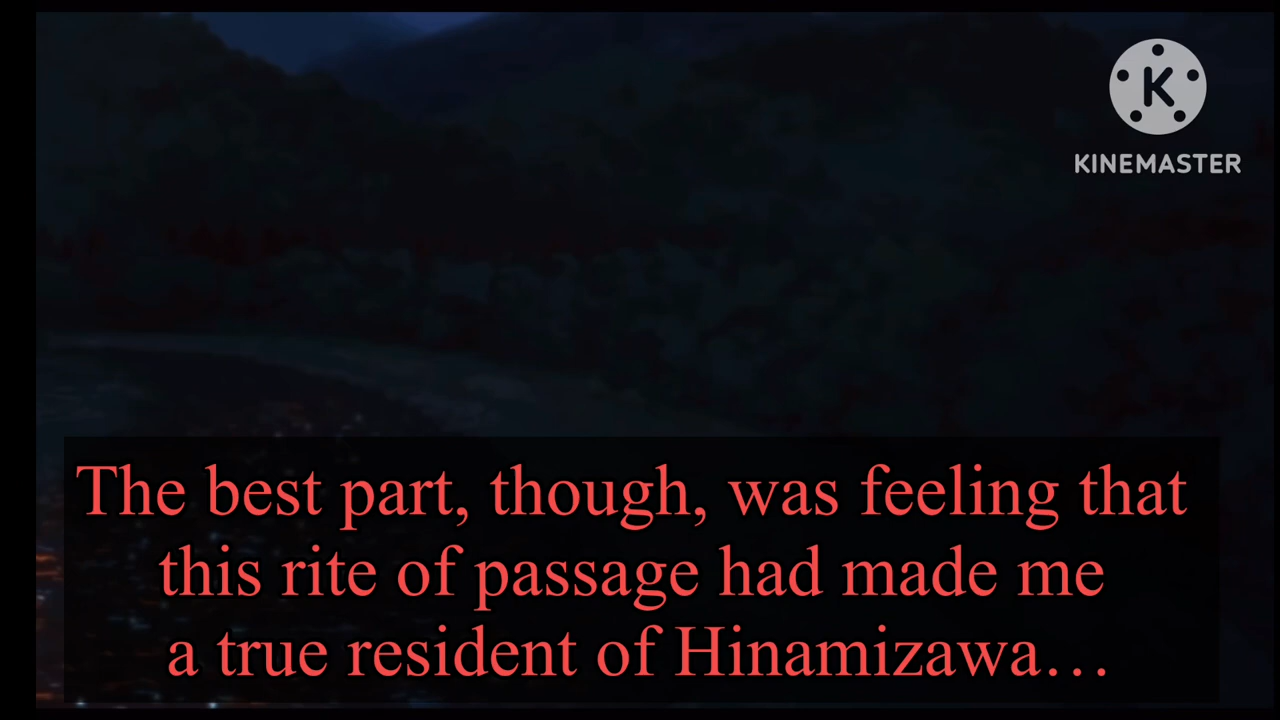 K
KINEMASTER
The best part, though, was feeling that
this rite of passage had made me
a true resident of Hinamizawa…